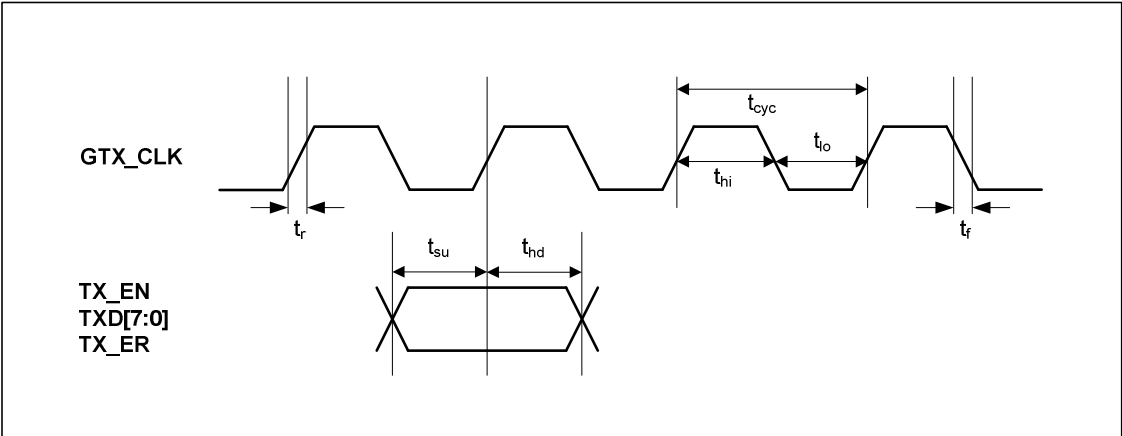 t_cyc
GTX_CLK
t_hi
t_lo
t_r
t_f
t_su
t_hd
TX_EN
TXD[7:0]
TX_ER